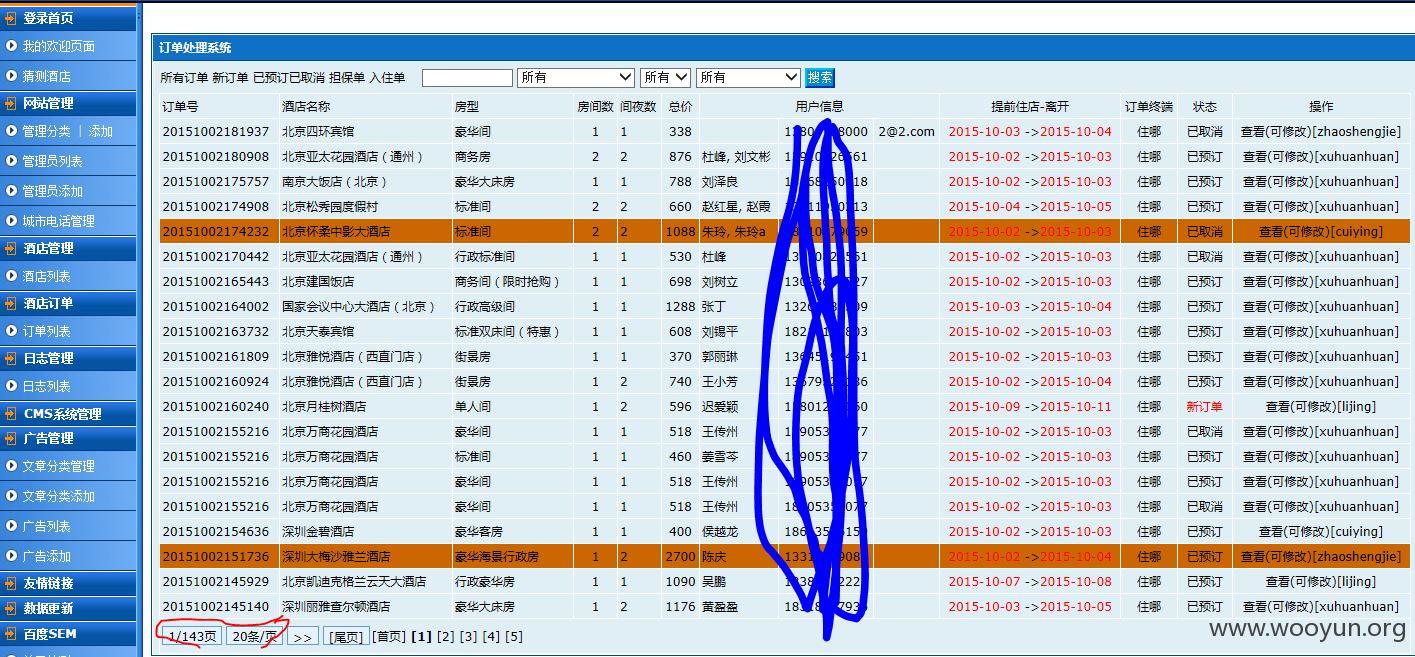 登录首页
我的欢迎页面
猜测酒店
网站管理
管理分类 | 添加
管理员列表
管理员添加
城市电话管理
酒店管理
酒店列表
酒店订单
订单列表
日志管理
日志列表
CMS系统管理
广告管理
文章分类管理
文章分类添加
广告列表
广告添加
友情链接
数据更新
百度SEM
订单处理系统
所有订单 新订单 已预订已取消 担保单 入住单 所有 所有 所有 搜索
订单号 酒店名称 房型 房间数 间夜数 总价 用户信息 提前住店-离开 订单终端 状态 操作
20151002181937 北京四环宾馆 豪华间 1 1 338 2@2.com 2015-10-03 ->2015-10-04 住哪 已取消 查看(可修改)[zhaoshengjie]
20151002180908 北京亚太花园酒店（通州） 商务房 2 2 876 杜峰, 刘文彬 2015-10-02 ->2015-10-03 住哪 已预订 查看(可修改)[xuhuanhuan]
20151002175757 南京大饭店（北京） 豪华大床房 1 1 788 刘泽良 2015-10-02 ->2015-10-03 住哪 已预订 查看(可修改)[xuhuanhuan]
20151002174908 北京松秀园度假村 标准间 2 2 660 赵红星, 赵霞 2015-10-04 ->2015-10-05 住哪 已预订 查看(可修改)[xuhuanhuan]
20151002174232 北京怀柔中影大酒店 标准间 2 2 1088 朱玲, 朱玲a 2015-10-02 ->2015-10-03 住哪 已取消 查看(可修改)[cuiying]
20151002170442 北京亚太花园酒店（通州） 行政标准间 1 1 530 杜峰 2015-10-02 ->2015-10-03 住哪 已预订 查看(可修改)[xuhuanhuan]
20151002165443 北京建国饭店 商务间（限时抢购） 1 1 698 刘树立 2015-10-02 ->2015-10-03 住哪 已预订 查看(可修改)[xuhuanhuan]
20151002164002 国家会议中心大酒店（北京） 行政高级间 1 1 1288 张丁 2015-10-03 ->2015-10-04 住哪 已预订 查看(可修改)[xuhuanhuan]
20151002163732 北京天泰宾馆 标准双床间（特惠） 1 1 608 刘锡平 2015-10-02 ->2015-10-03 住哪 已预订 查看(可修改)[xuhuanhuan]
20151002161809 北京雅悦酒店（西直门店） 街景房 1 1 370 郭丽琳 2015-10-02 ->2015-10-03 住哪 已预订 查看(可修改)[xuhuanhuan]
20151002160924 北京雅悦酒店（西直门店） 街景房 1 2 740 王小芳 2015-10-02 ->2015-10-04 住哪 已预订 查看(可修改)[xuhuanhuan]
20151002160240 北京月桂树酒店 单人间 1 2 596 迟爱颖 2015-10-09 ->2015-10-11 住哪 新订单 查看(可修改)[lijing]
20151002155216 北京万商花园酒店 豪华间 1 1 518 王传州 2015-10-02 ->2015-10-03 住哪 已取消 查看(可修改)[xuhuanhuan]
20151002155216 北京万商花园酒店 标准间 1 1 460 姜雪芩 2015-10-02 ->2015-10-03 住哪 已预订 查看(可修改)[xuhuanhuan]
20151002155216 北京万商花园酒店 豪华间 1 1 518 王传州 2015-10-02 ->2015-10-03 住哪 已预订 查看(可修改)[xuhuanhuan]
20151002155216 北京万商花园酒店 豪华间 1 1 518 王传州 2015-10-02 ->2015-10-03 住哪 已取消 查看(可修改)[xuhuanhuan]
20151002154636 深圳金碧酒店 豪华客房 1 1 400 侯越龙 2015-10-02 ->2015-10-03 住哪 已预订 查看(可修改)[cuiying]
20151002151736 深圳大梅沙雅兰酒店 豪华海景行政房 1 2 2700 陈庆 2015-10-02 ->2015-10-04 住哪 已预订 查看(可修改)[zhaoshengjie]
20151002145929 北京凯迪克格兰云天大酒店 行政豪华房 1 1 1090 吴鹏 2015-10-07 ->2015-10-08 住哪 已预订 查看(可修改)[lijing]
20151002145140 深圳丽雅查尔顿酒店 豪华大床房 1 2 1176 黄盈盈 2015-10-03 ->2015-10-05 住哪 已预订 查看(可修改)[xuhuanhuan]
1/143页 20条/页 >> [尾页] [首页] [1] [2] [3] [4] [5]
www.wooyun.org